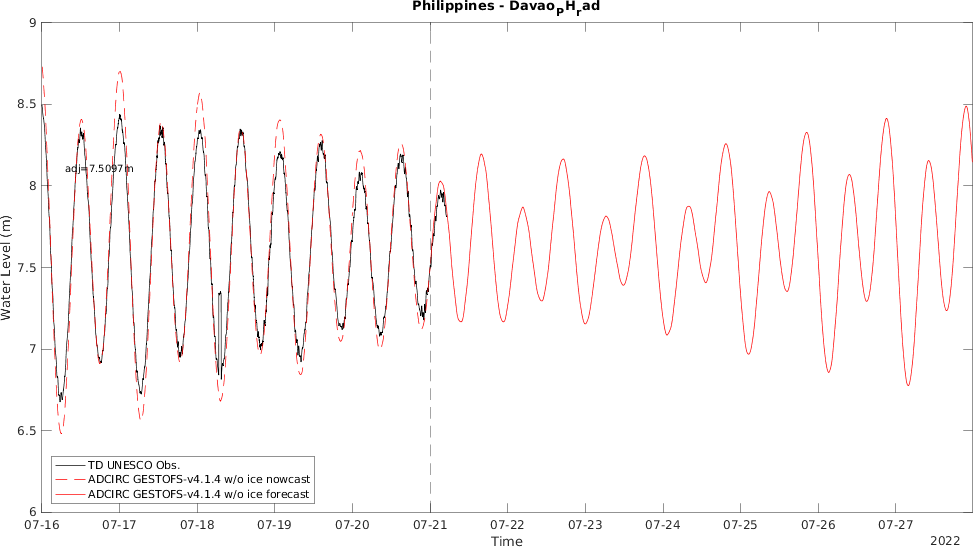 Philippines - Davao_PH_rad
9
8.5
8
7.5
7
6.5
6
Water Level (m)
adj=7.5097m
TD UNESCO Obs.
ADCIRC GESTOFS-v4.1.4 w/o ice nowcast
ADCIRC GESTOFS-v4.1.4 w/o ice forecast
07-16 07-17 07-18 07-19 07-20 07-21 07-22 07-23 07-24 07-25 07-26 07-27
Time
2022